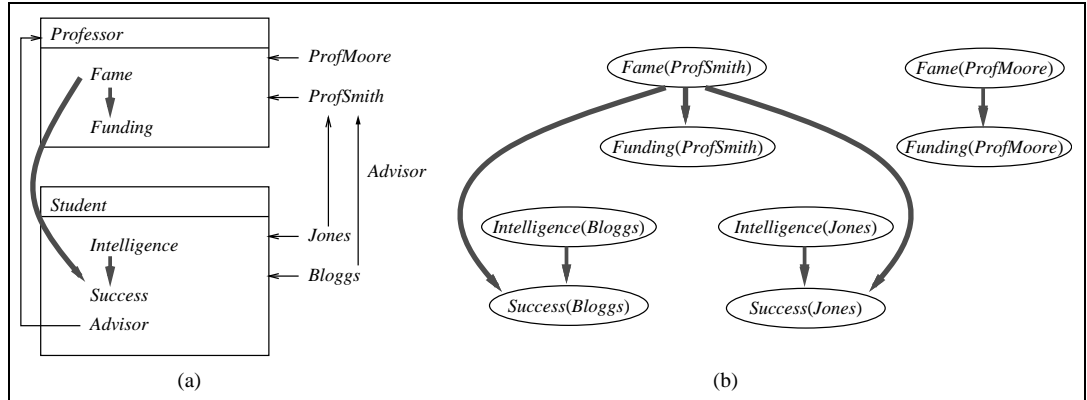 Professor
Fame
Funding
ProfMoore
ProfSmith
Advisor
Student
Intelligence
Success
Advisor
Jones
Bloggs
(a)
Fame(ProfSmith)
Fame(ProfMoore)
Funding(ProfSmith)
Funding(ProfMoore)
Intelligence(Bloggs)
Intelligence(Jones)
Success(Bloggs)
Success(Jones)
(b)